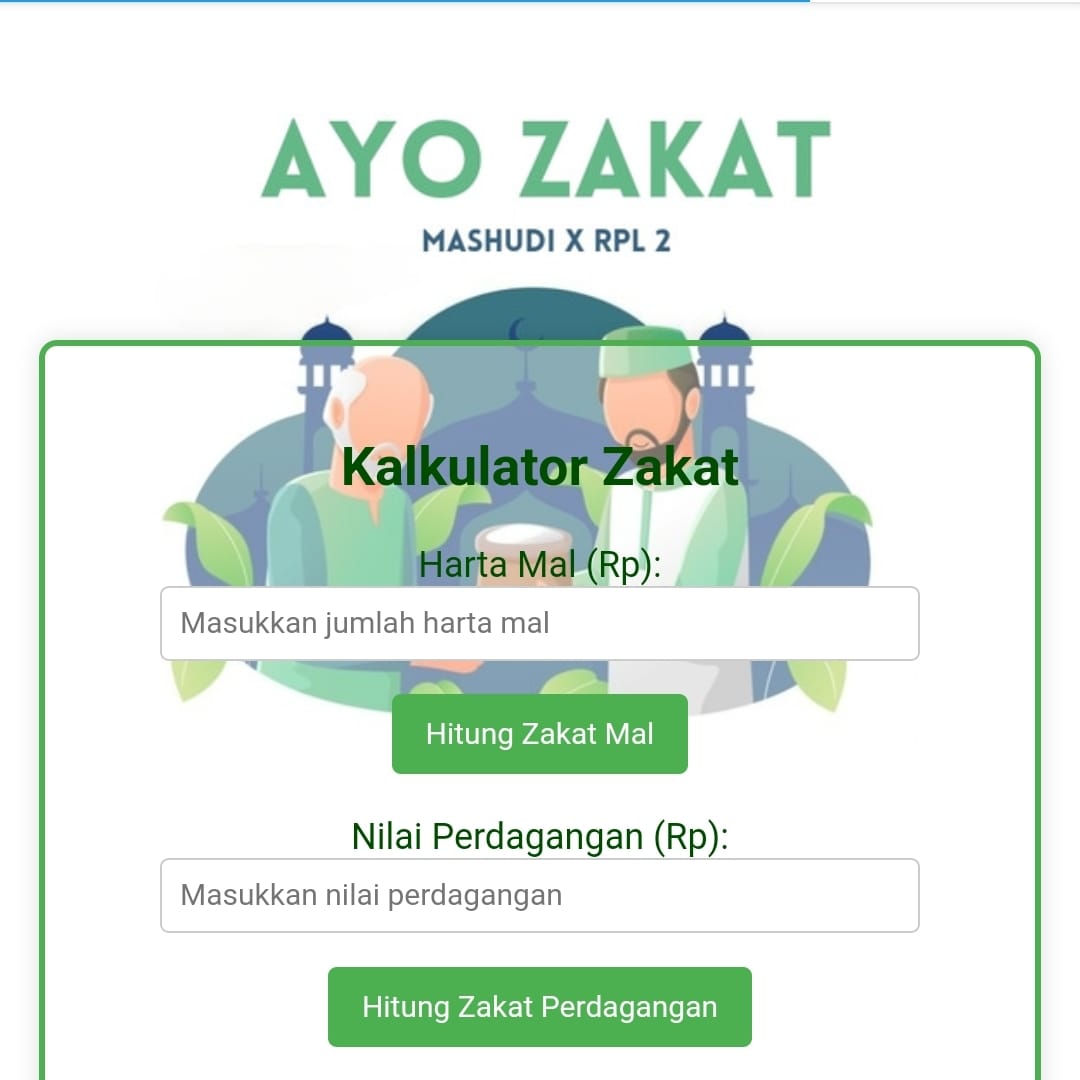 AYO ZAKAT
MASHUDI X RPL 2
Kalkulator Zakat
Harta Mal (Rp):
Masukkan jumlah harta mal
Hitung Zakat Mal
Nilai Perdagangan (Rp):
Masukkan nilai perdagangan
Hitung Zakat Perdagangan